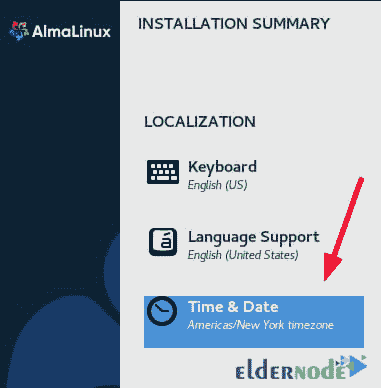 AlmaLinux
INSTALLATION SUMMARY
LOCALIZATION
Keyboard
English (US)
Language Support
English (United States)
Time & Date
Americas/New York timezone
eldernode